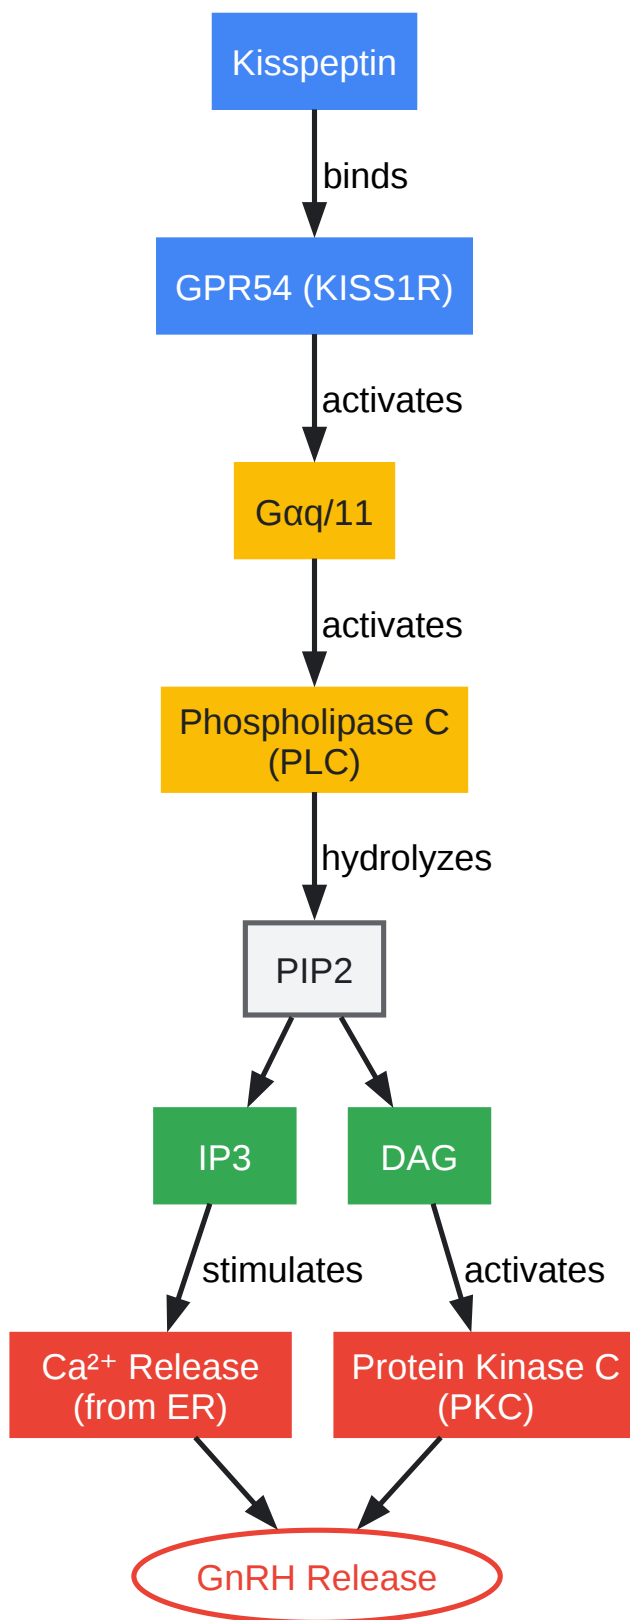 Kisspeptin
binds
GPR54 (KISS1R)
activates
Gαq/11
activates
Phospholipase C
(PLC)
hydrolyzes
PIP2
IP3
DAG
stimulates
activates
Ca²⁺ Release
(from ER)
Protein Kinase C
(PKC)
GnRH Release